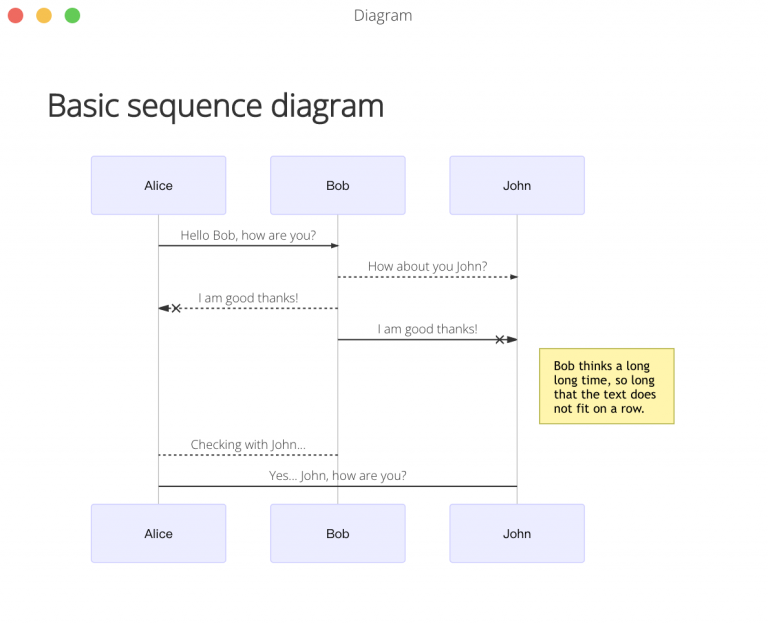 Diagram
Basic sequence diagram
Alice
Bob
John
Hello Bob, how are you?
How about you John?
I am good thanks!
I am good thanks!
Bob thinks a long
long time, so long
that the text does
not fit on a row.
Checking with John...
Yes... John, how are you?
Alice
Bob
John